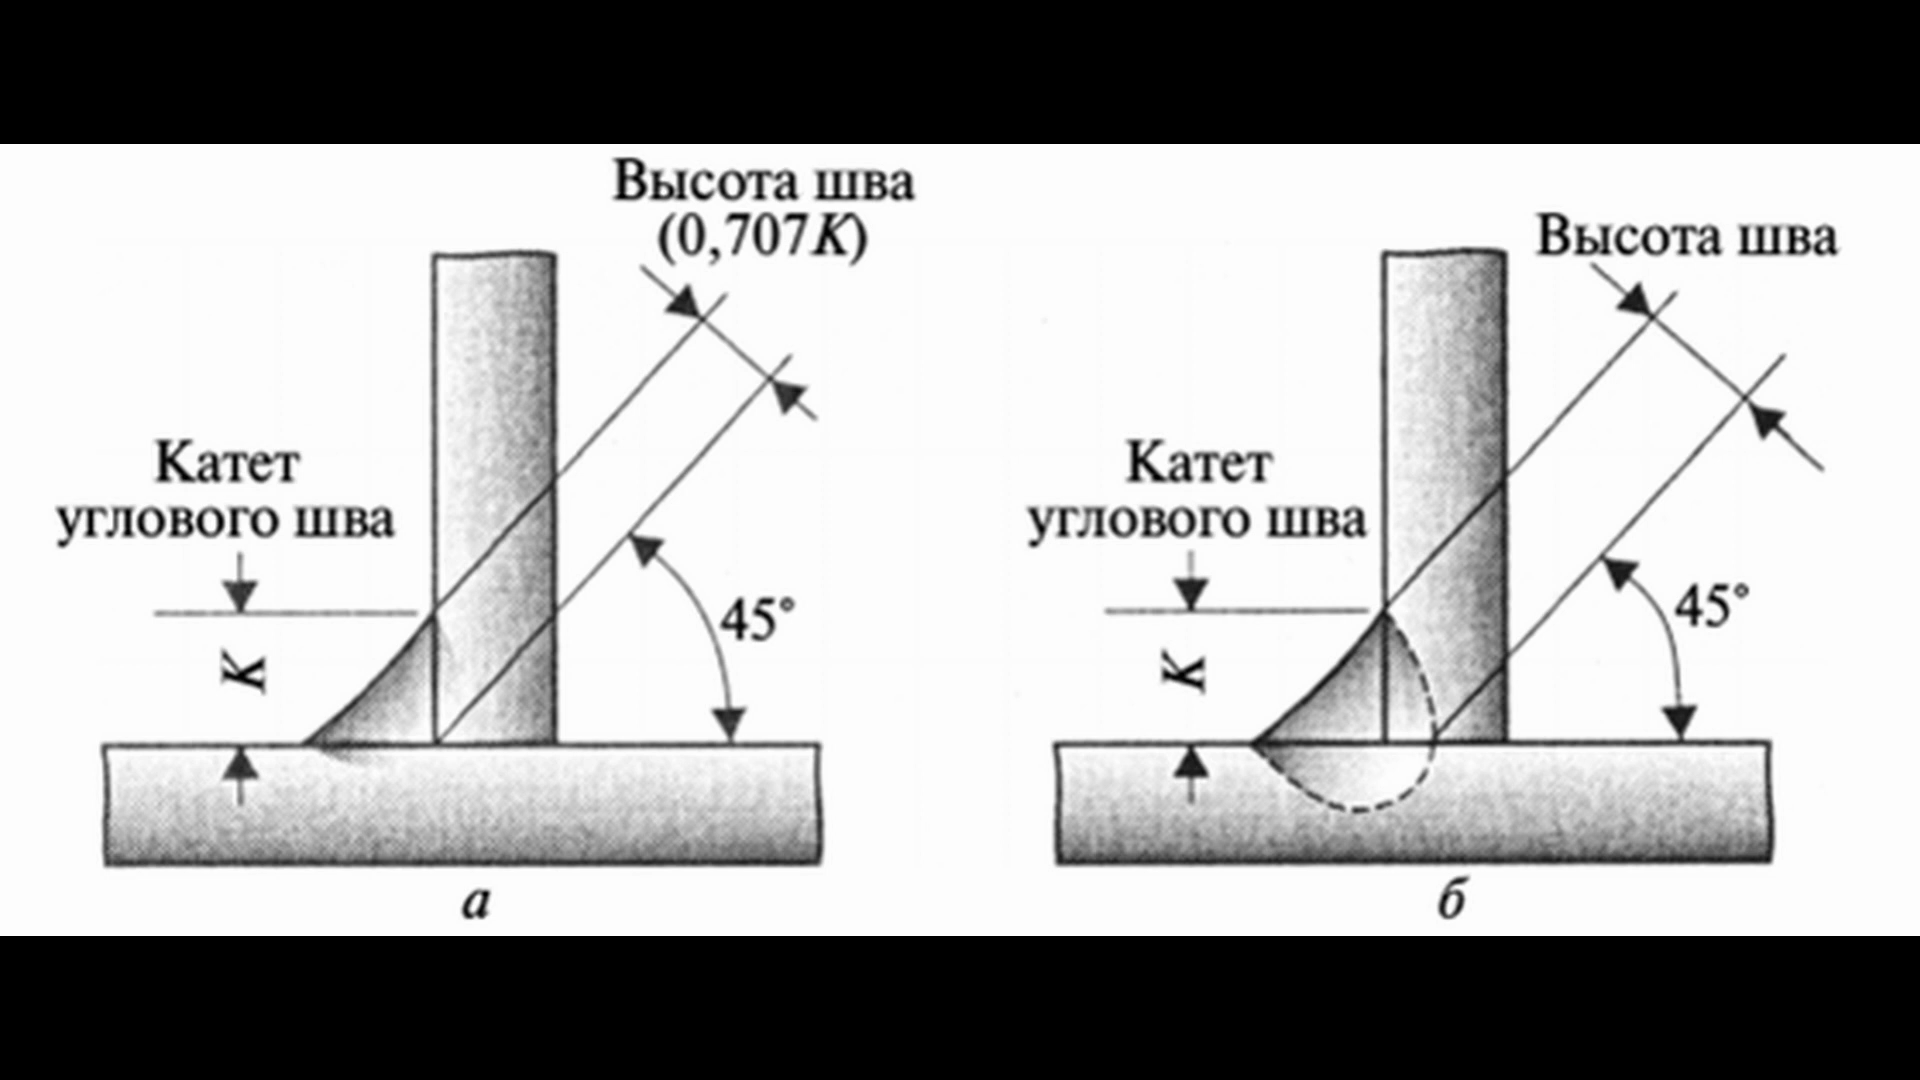 Высота шва
(0,707K)
Катет
углового шва
K
45°
а
Высота шва
Катет
углового шва
K
45°
б